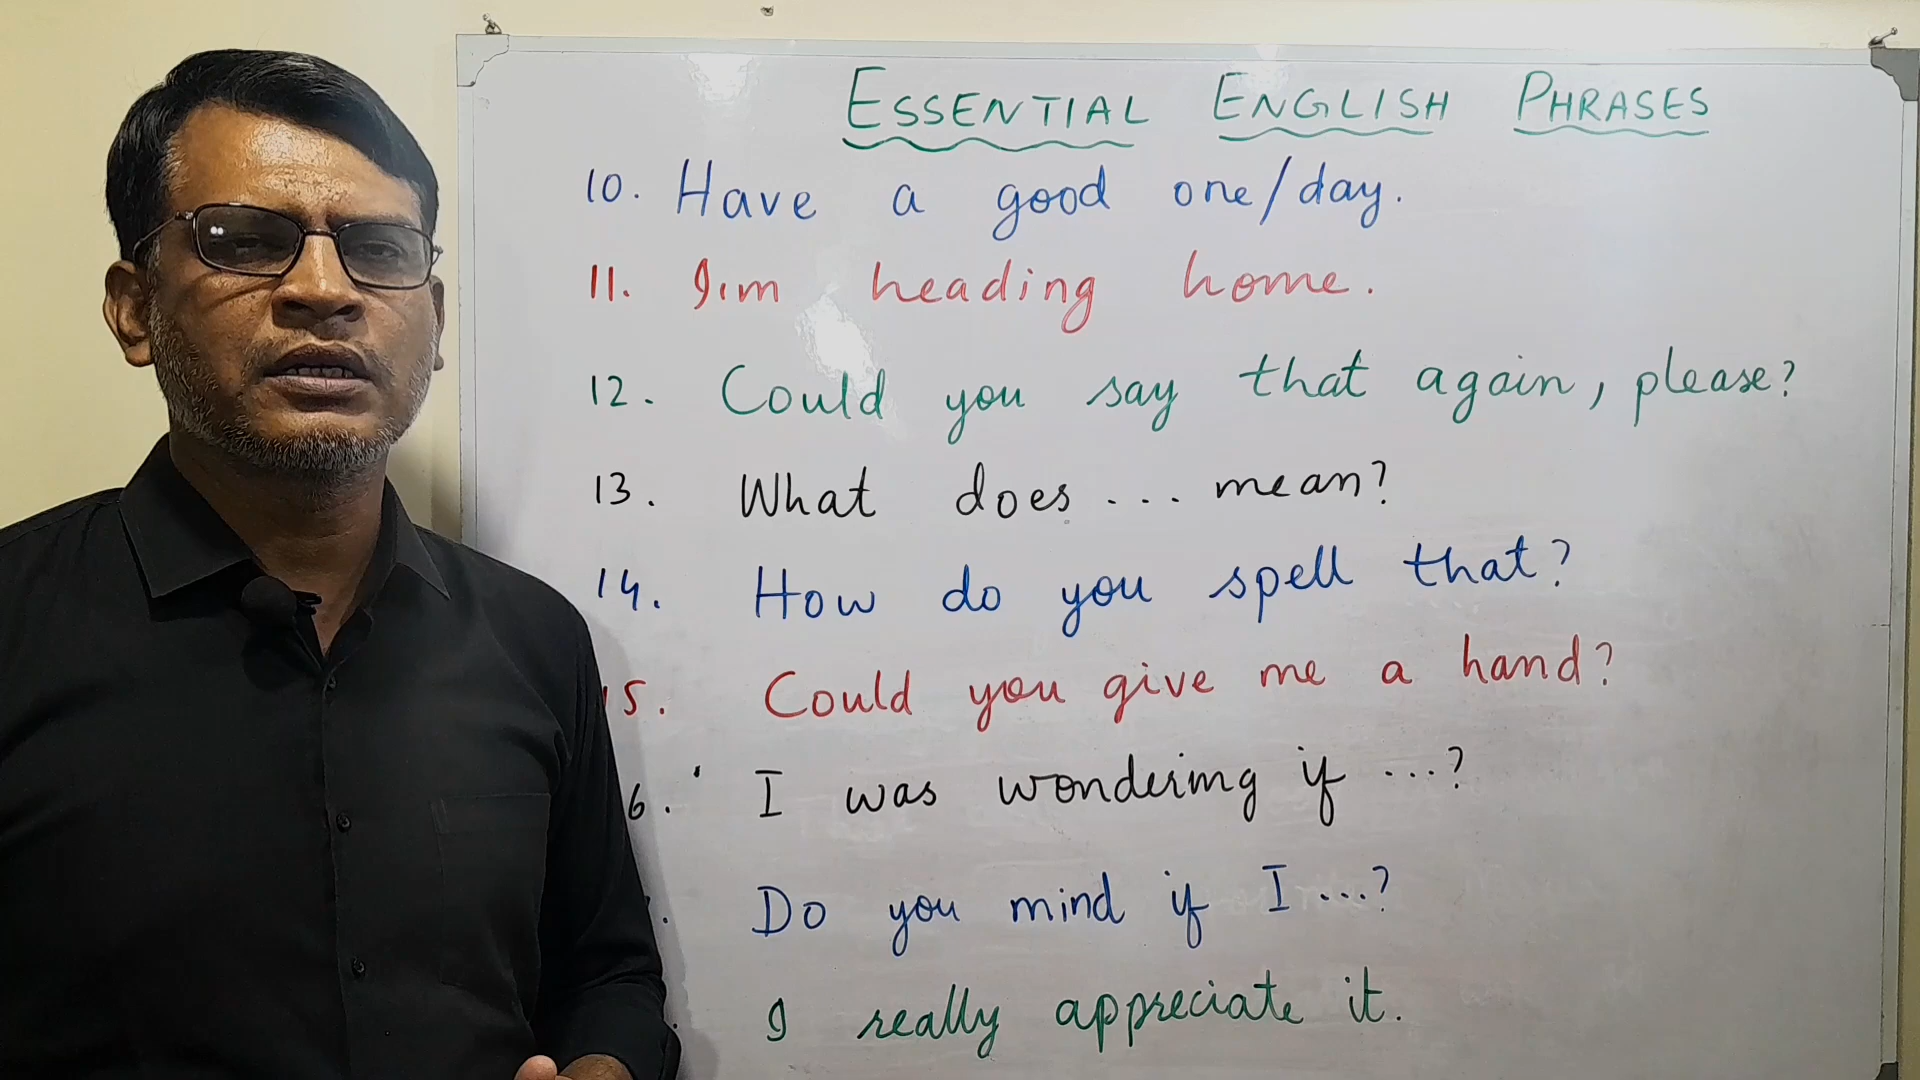 ESSENTIAL ENGLISH PHRASES
10. Have a good one/day.
11. I'm heading home.
12. Could you say that again, please?
13. What does ... mean?
14. How do you spell that?
15. Could you give me a hand?
6. I was wondering if ...?
Do you mind if I ...?
I really appreciate it.